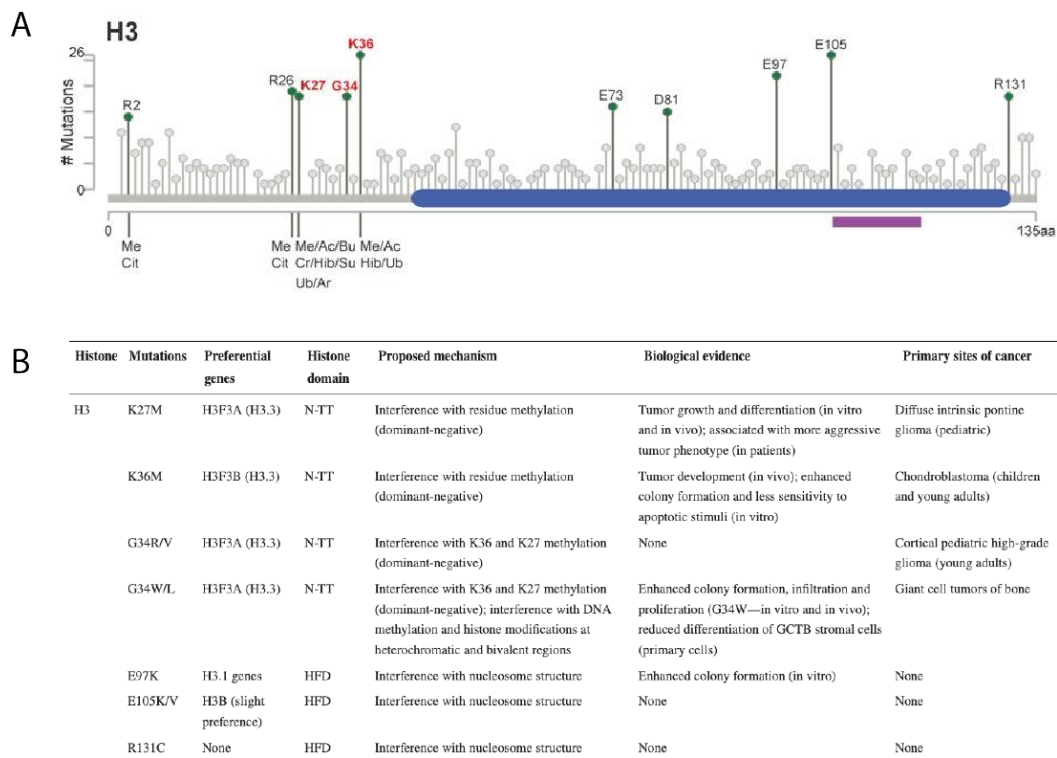 A
H3
26
# Mutations
0
R2
R26
K27
G34
K36
E73
D81
E97
E105
R131
0
135aa
Me
Cit
Me
Cit
Me/Ac/Bu
Cr/Hib/Su
Ub/Ar
Me/Ac
Hib/Ub
B
Histone Mutations Preferential genes Histone domain Proposed mechanism Biological evidence Primary sites of cancer
H3 K27M H3F3A (H3.3) N-TT Interference with residue methylation Tumor growth and differentiation (in vitro Diffuse intrinsic pontine
(dominant-negative) and in vivo); associated with more aggressive glioma (pediatric)
tumor phenotype (in patients)
K36M H3F3B (H3.3) N-TT Interference with residue methylation Tumor development (in vivo); enhanced Chondroblastoma (children
(dominant-negative) colony formation and less sensitivity to and young adults)
apoptotic stimuli (in vitro)
G34R/V H3F3A (H3.3) N-TT Interference with K36 and K27 methylation None Cortical pediatric high-grade
(dominant-negative) glioma (young adults)
G34W/L H3F3A (H3.3) N-TT Interference with K36 and K27 methylation Enhanced colony formation, infiltration and Giant cell tumors of bone
(dominant-negative); interference with DNA proliferation (G34W—in vitro and in vivo);
methylation and histone modifications at reduced differentiation of GCTB stromal cells
heterochromatic and bivalent regions (primary cells)
E97K H3.1 genes HFD Interference with nucleosome structure Enhanced colony formation (in vitro) None
E105K/V H3B (slight HFD Interference with nucleosome structure None None
preference)
R131C None HFD Interference with nucleosome structure None None